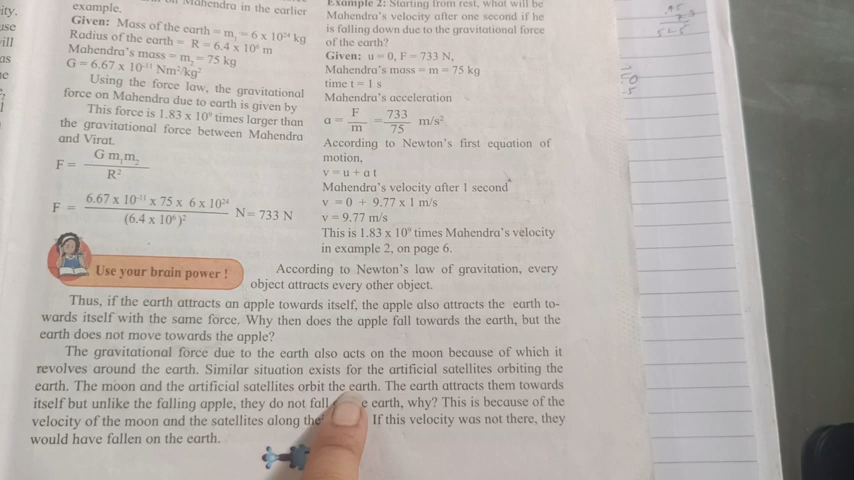 ity.
use
ill
as
example.
Mahendra in the earlier
Given: Mass of the earth = m₁ = 6 x 10²⁴ kg
Radius of the earth = R = 6.4 x 10⁶ m
Mahendra's mass = m₂ = 75 kg
G = 6.67 x 10⁻¹¹ Nm²/kg²
Using the force law, the gravitational
force on Mahendra due to earth is given by
This force is 1.83 x 10⁹ times larger than
the gravitational force between Mahendra
and Virat.
F = G m₁m₂ / R²
F = 6.67 x 10⁻¹¹ x 75 x 6 x 10²⁴ / (6.4 x 10⁶)² N = 733 N
Example 2: Starting from rest, what will be
Mahendra's velocity after one second if he
is falling down due to the gravitational force
of the earth?
Given: u = 0, F = 733 N,
Mahendra's mass = m = 75 kg
time t = 1 s
Mahendra's acceleration
a = F / m = 733 / 75 m/s²
According to Newton's first equation of
motion,
v = u + a t
Mahendra's velocity after 1 second
v = 0 + 9.77 x 1 m/s
v = 9.77 m/s
This is 1.83 x 10⁹ times Mahendra's velocity
in example 2, on page 6.
Use your brain power !
According to Newton's law of gravitation, every
object attracts every other object.
Thus, if the earth attracts an apple towards itself, the apple also attracts the earth to-
wards itself with the same force. Why then does the apple fall towards the earth, but the
earth does not move towards the apple?
The gravitational force due to the earth also acts on the moon because of which it
revolves around the earth. Similar situation exists for the artificial satellites orbiting the
earth. The moon and the artificial satellites orbit the earth. The earth attracts them towards
itself but unlike the falling apple, they do not fall earth, why? This is because of the
velocity of the moon and the satellites along the If this velocity was not there, they
would have fallen on the earth.